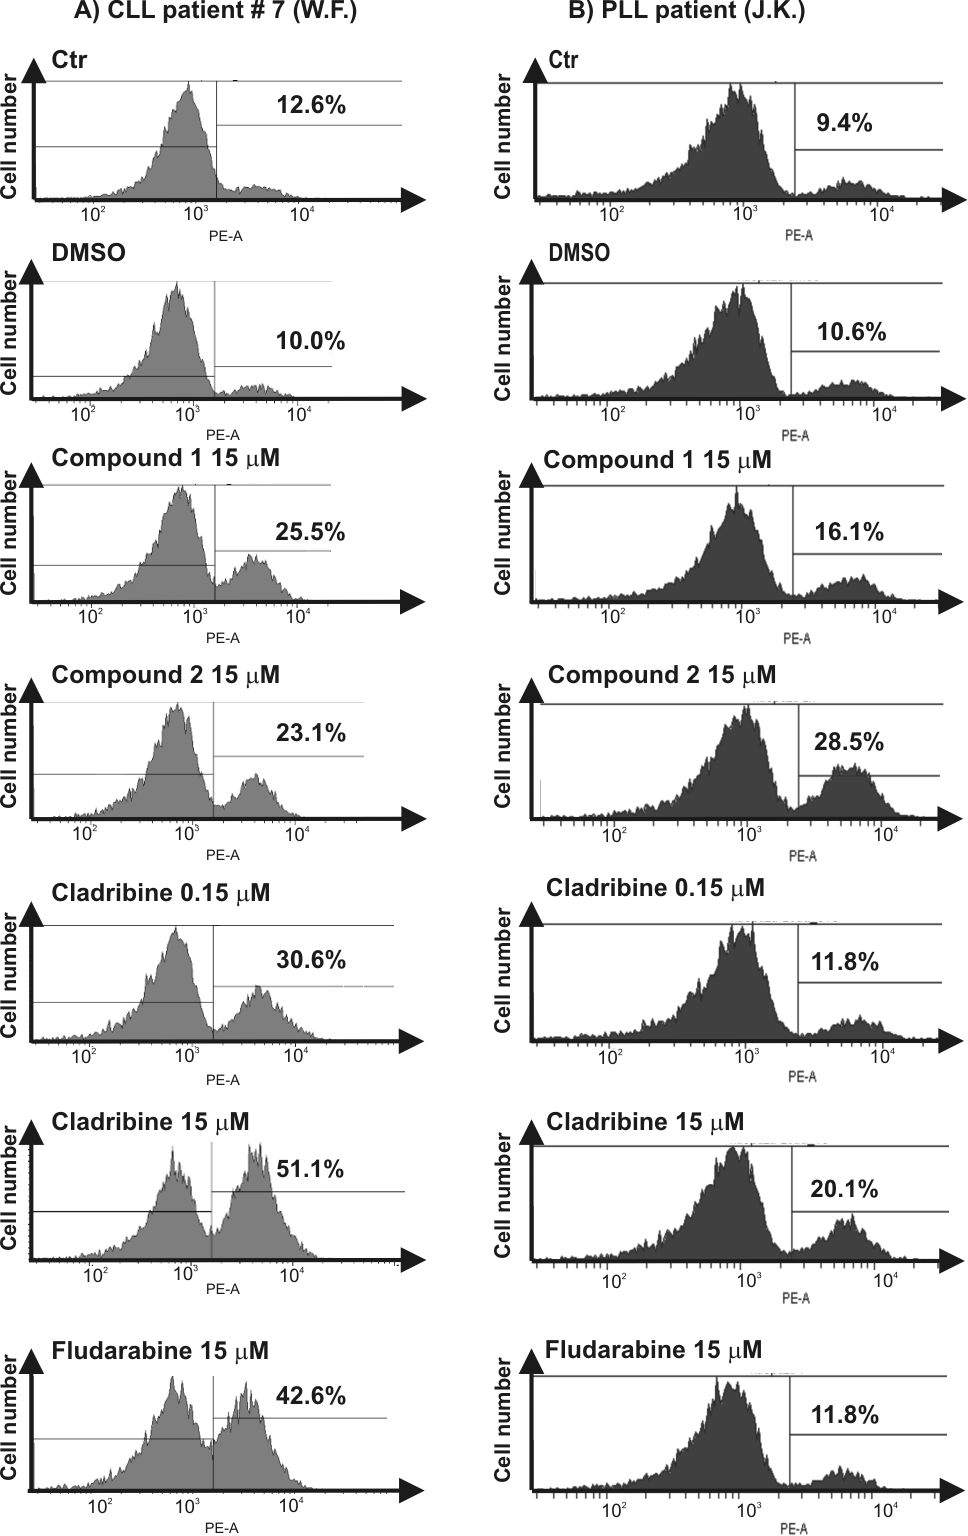 A) CLL patient # 7 (W.F.)
B) PLL patient (J.K.)
Ctr
Cell number
12.6%
10² 10³ 10⁴
PE-A
Ctr
Cell number
9.4%
10² 10³ 10⁴
PE-A
DMSO
Cell number
10.0%
10² 10³ 10⁴
PE-A
DMSO
Cell number
10.6%
10² 10³ 10⁴
PE-A
Compound 1 15 µM
Cell number
25.5%
10² 10³ 10⁴
PE-A
Compound 1 15 µM
Cell number
16.1%
10² 10³ 10⁴
PE-A
Compound 2 15 µM
Cell number
23.1%
10² 10³ 10⁴
PE-A
Compound 2 15 µM
Cell number
28.5%
10² 10³ 10⁴
PE-A
Cladribine 0.15 µM
Cell number
30.6%
10² 10³ 10⁴
PE-A
Cladribine 0.15 µM
Cell number
11.8%
10² 10³ 10⁴
PE-A
Cladribine 15 µM
Cell number
51.1%
10² 10³ 10⁴
PE-A
Cladribine 15 µM
Cell number
20.1%
10² 10³ 10⁴
PE-A
Fludarabine 15 µM
Cell number
42.6%
10² 10³ 10⁴
PE-A
Fludarabine 15 µM
Cell number
11.8%
10² 10³ 10⁴
PE-A